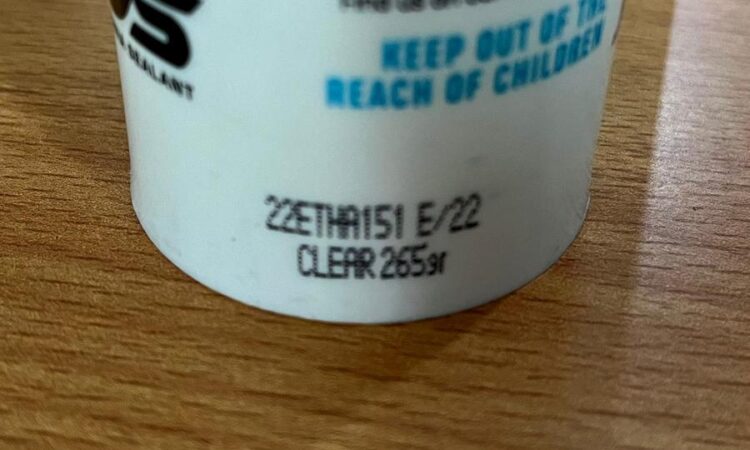 SEALANT
KEEP OUT OF THE
REACH OF CHILDREN
22ETHA151 E/22
CLEAR 265gr